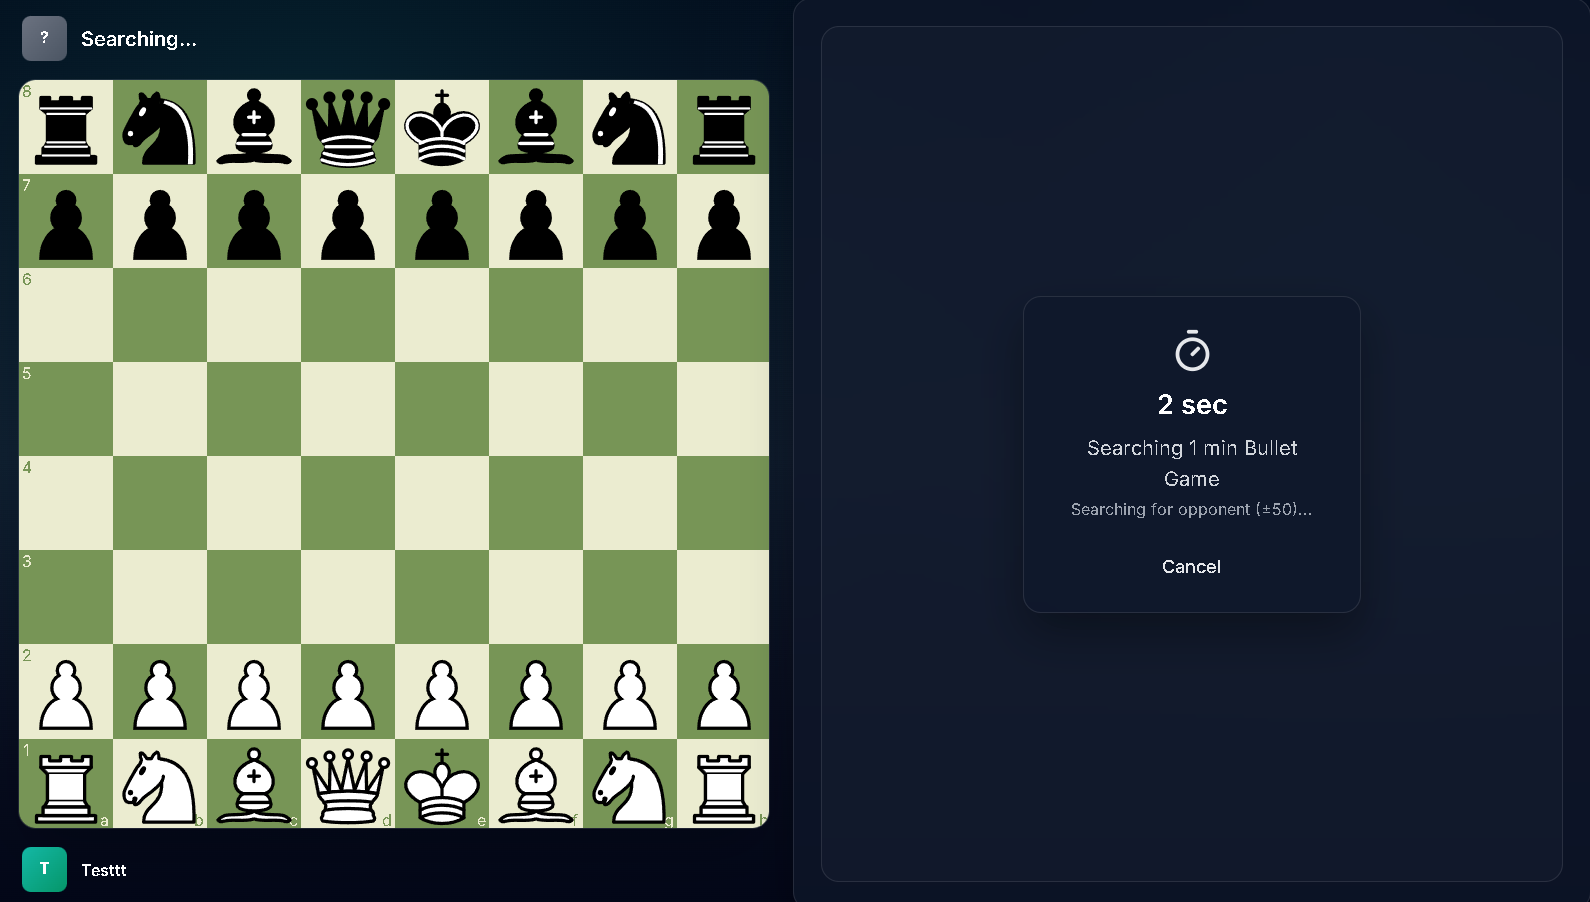 ?
Searching...
8
7
6
5
4
3
2
1
a b c d e f g h
T
Testtt
2 sec
Searching 1 min Bullet
Game
Searching for opponent (±50)...
Cancel